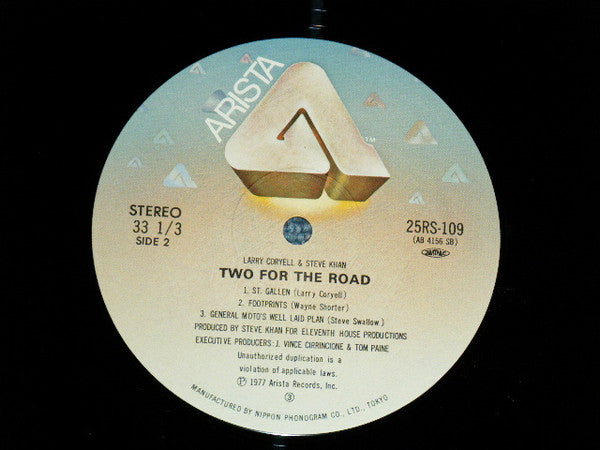 ARISTA
TM
STEREO
33 1/3
SIDE 2
25RS-109
(AB 4156 SB)
LARRY CORYELL & STEVE KHAN
TWO FOR THE ROAD
1. ST. GALLEN (Larry Coryell)
2. FOOTPRINTS (Wayne Shorter)
3. GENERAL MOTO'S WELL LAID PLAN (Steve Swallow)
PRODUCED BY STEVE KHAN FOR ELEVENTH HOUSE PRODUCTIONS
EXECUTIVE PRODUCERS: J. VINCE CIRRINCIONE & TOM PAINE
Unauthorized duplication is a
violation of applicable laws.
Ⓟ 1977 Arista Records, Inc.
③
MANUFACTURED BY NIPPON PHONOGRAM CO., LTD., TOKYO